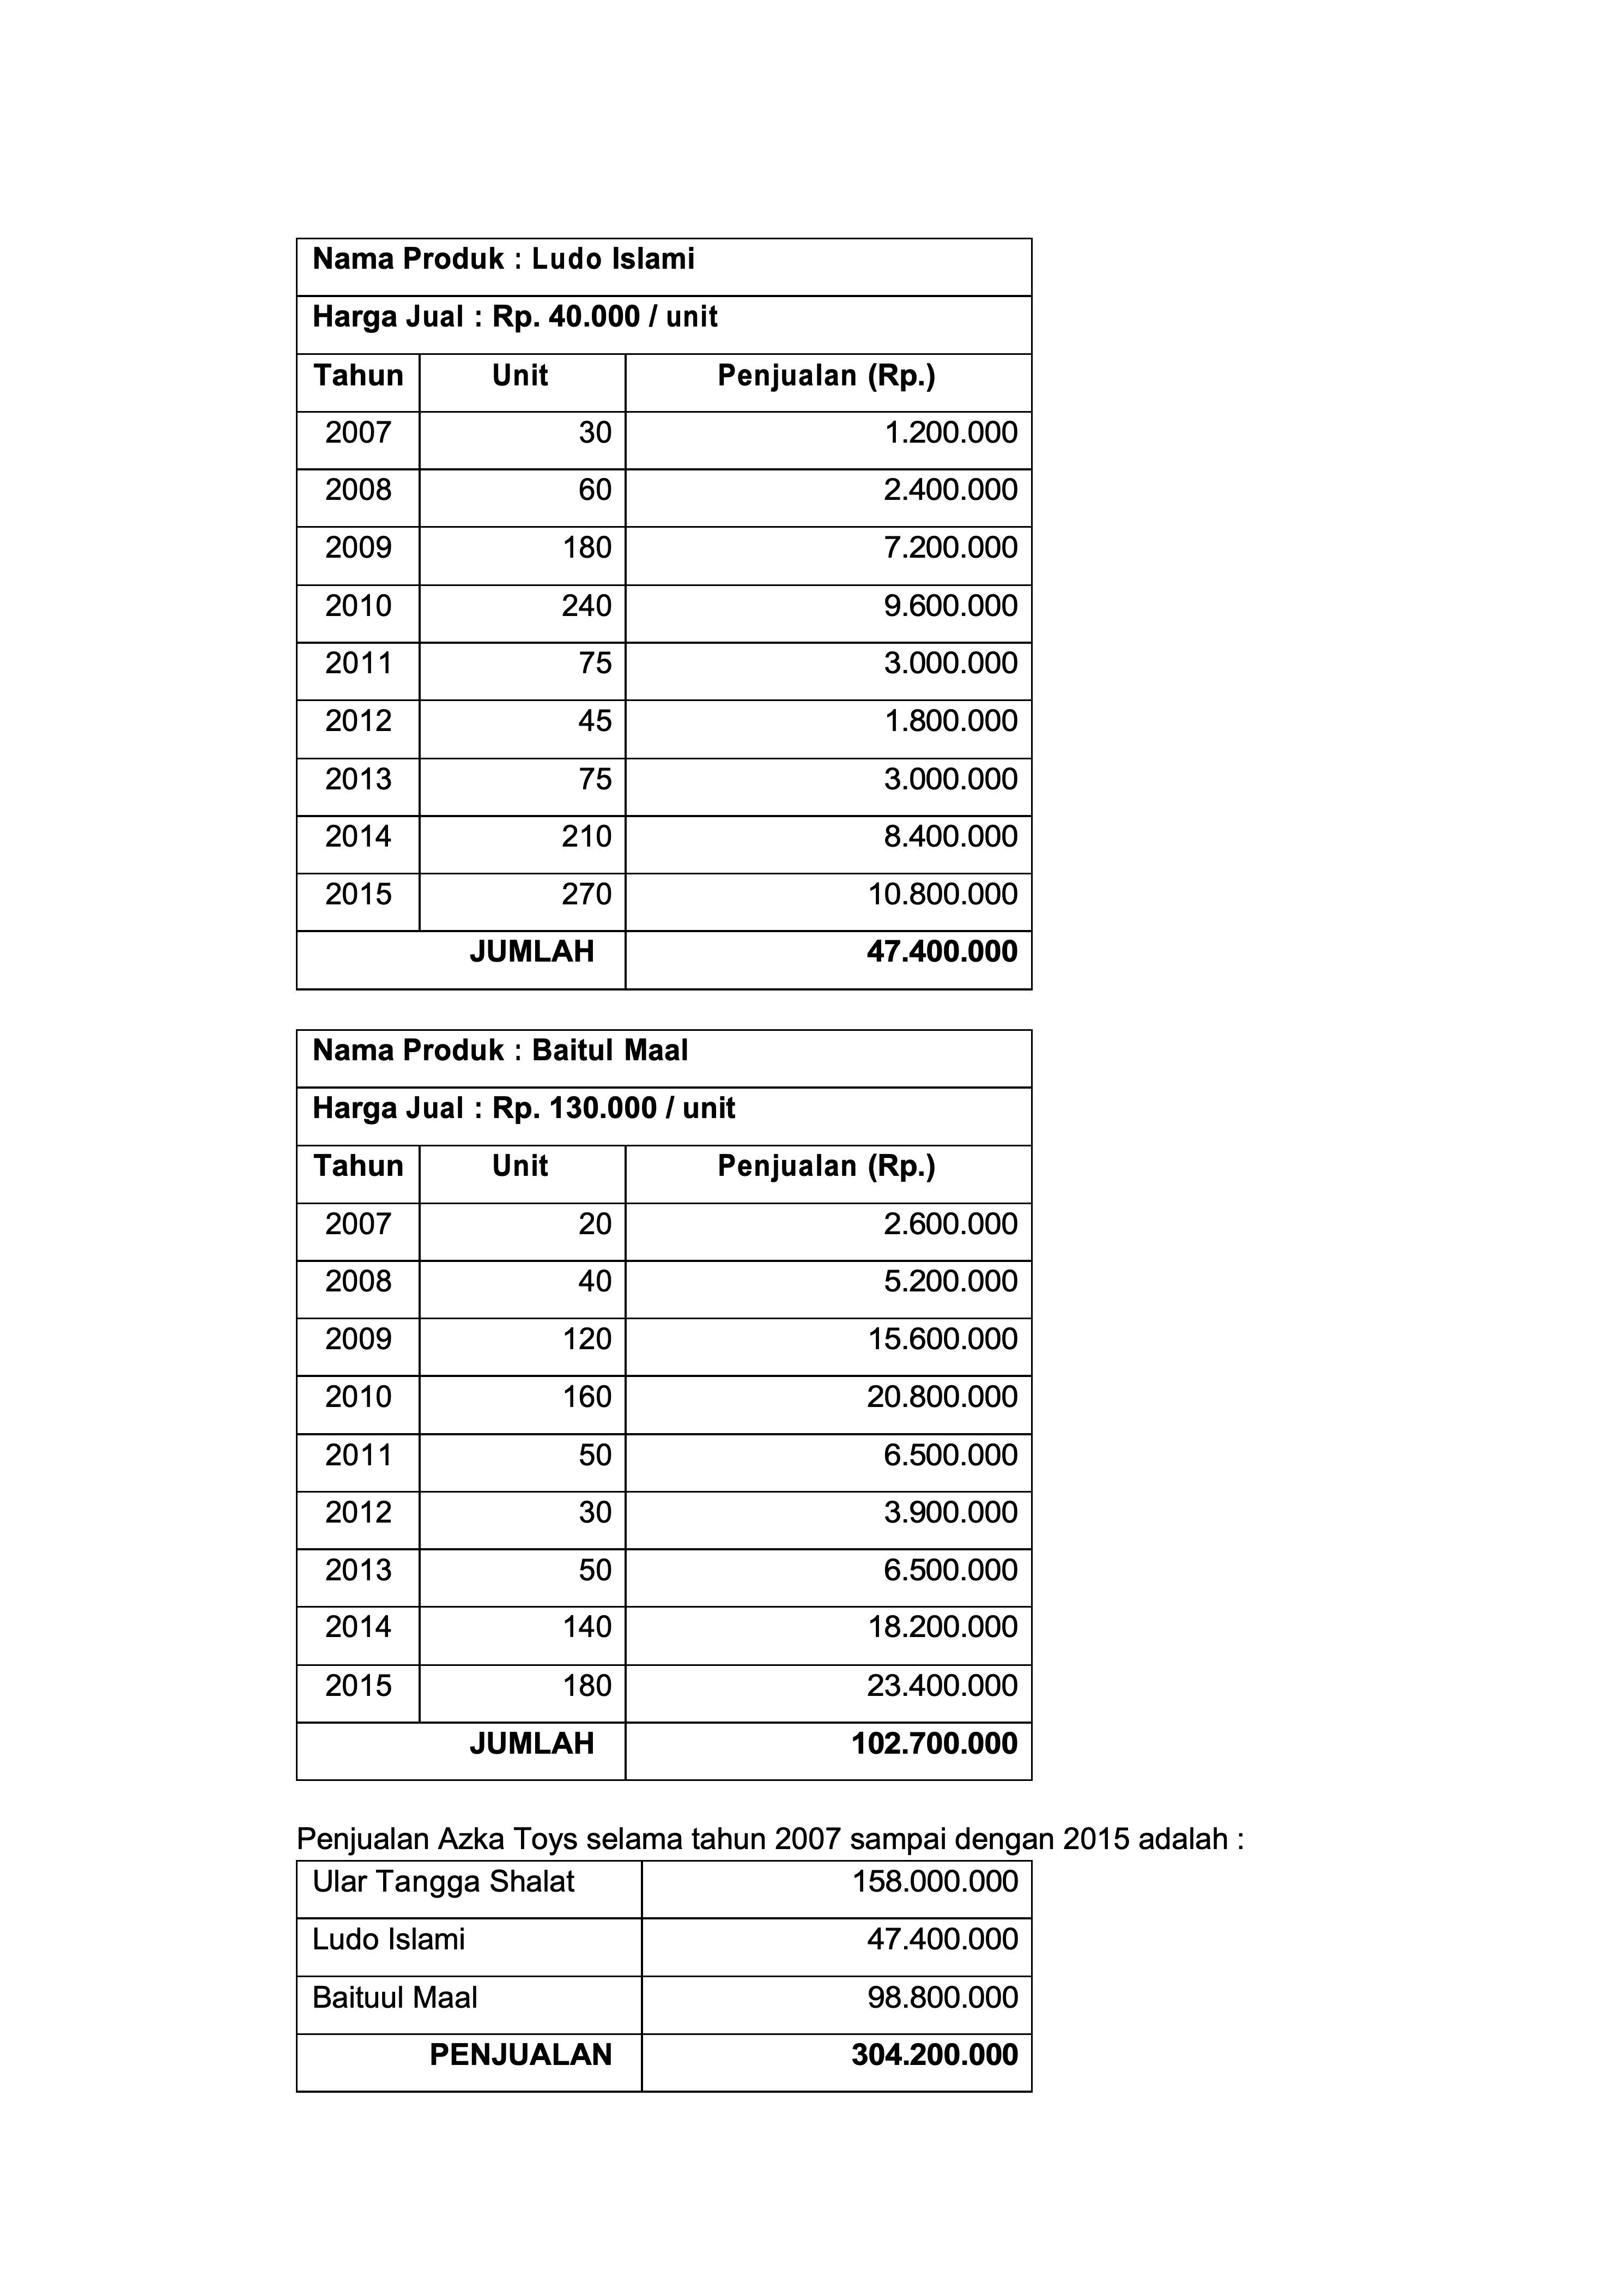 Nama Produk : Ludo Islami
Harga Jual : Rp. 40.000 / unit
Tahun Unit Penjualan (Rp.)
2007 30 1.200.000
2008 60 2.400.000
2009 180 7.200.000
2010 240 9.600.000
2011 75 3.000.000
2012 45 1.800.000
2013 75 3.000.000
2014 210 8.400.000
2015 270 10.800.000
JUMLAH 47.400.000
Nama Produk : Baitul Maal
Harga Jual : Rp. 130.000 / unit
Tahun Unit Penjualan (Rp.)
2007 20 2.600.000
2008 40 5.200.000
2009 120 15.600.000
2010 160 20.800.000
2011 50 6.500.000
2012 30 3.900.000
2013 50 6.500.000
2014 140 18.200.000
2015 180 23.400.000
JUMLAH 102.700.000
Penjualan Azka Toys selama tahun 2007 sampai dengan 2015 adalah :
Ular Tangga Shalat 158.000.000
Ludo Islami 47.400.000
Baituul Maal 98.800.000
PENJUALAN 304.200.000